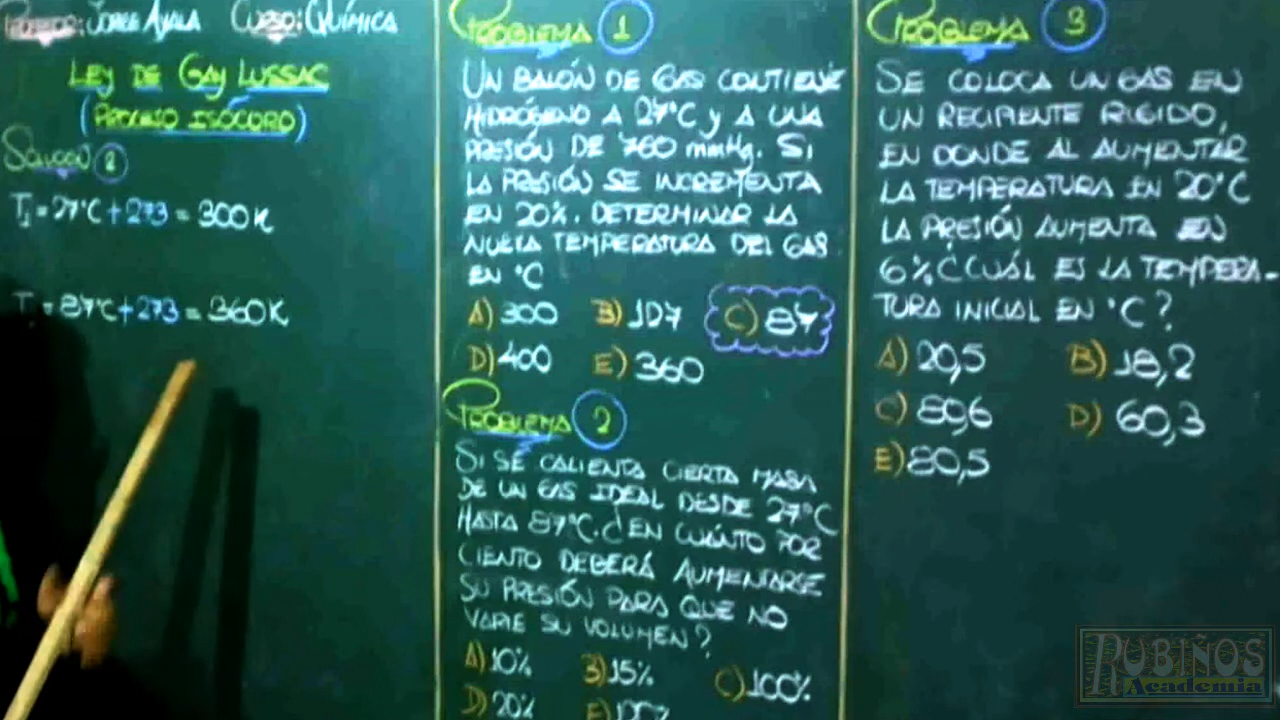 PROFESOR: JORGE AYALA CURSO: QUÍMICA
LEY DE GAY LUSSAC
(PROCESO ISÓCORO)
SOLUCIÓN 2
T₁ = 27°C + 273 = 300K
T = 87°C + 273 = 360K
PROBLEMA 1
UN BALÓN DE GAS CONTIENE
HIDRÓGENO A 27°C y A UNA
PRESIÓN DE 760 mmHg. SI
LA PRESIÓN SE INCREMENTA
EN 20%. DETERMINAR LA
NUEVA TEMPERATURA DEL GAS
EN °C
A) 300 B) 107 C) 87
D) 400 E) 360
PROBLEMA 2
SI SE CALIENTA CIERTA MASA
DE UN GAS IDEAL DESDE 27°C
HASTA 87°C. ¿EN CUÁNTO POR
CIENTO DEBERÁ AUMENTARSE
SU PRESIÓN PARA QUE NO
VARIE SU VOLUMEN?
A) 10% B) 15% C) 100%
D) 20% E)
PROBLEMA 3
SE COLOCA UN GAS EN
UN RECIPIENTE RIGIDO,
EN DONDE AL AUMENTAR
LA TEMPERATURA EN 20°C
LA PRESIÓN AUMENTA EN
6% ¿CUÁL ES LA TEMPERA-
TURA INICIAL EN °C?
A) 20,5 B) 18,2
C) 89,6 D) 60,3
E) 80,5
RUBIÑOS
Academia